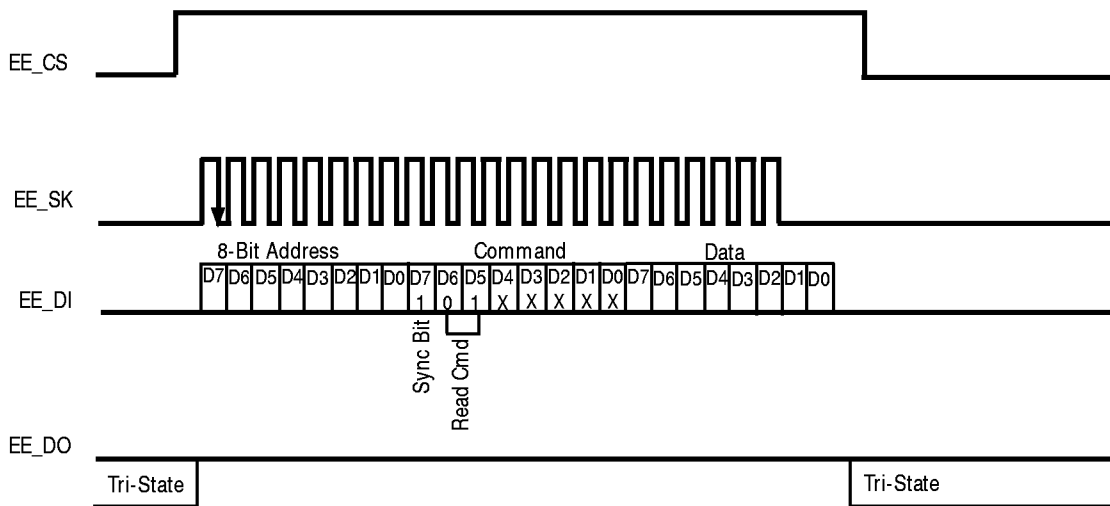 EE_CS
EE_SK
8-Bit Address Command Data
D7 D6 D5 D4 D3 D2 D1 D0 D7 D6 D5 D4 D3 D2 D1 D0 D7 D6 D5 D4 D3 D2 D1 D0
EE_DI
1 0 1 X X X X X
Sync Bit
Read Cmd
EE_DO
Tri-State Tri-State